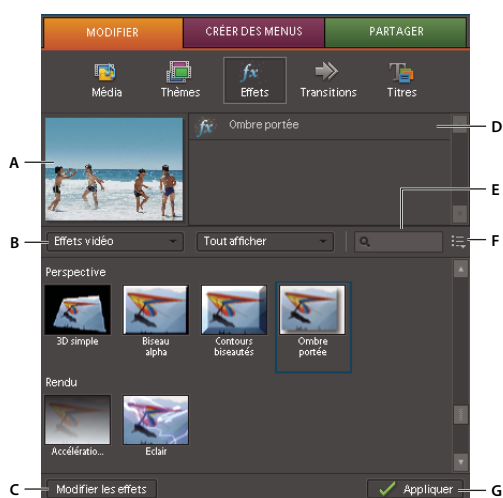 MODIFIER
CRÉER DES MENUS
PARTAGER
fx
Média
Thèmes
Effets
Transitions
Titres
fx
Ombre portée
D
A
E
B
Effets vidéo
Tout afficher
F
Perspective
3D simple
Biseau
alpha
Contours
biseautés
Ombre
portée
Rendu
Accélératio...
Eclair
C
Modifier les effets
Appliquer
G